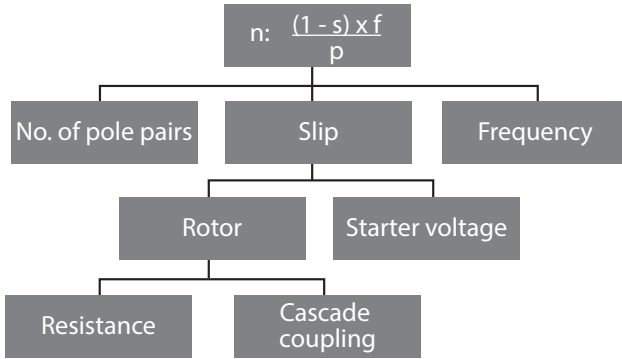 n: (1 - s) x f
p
No. of pole pairs
Slip
Frequency
Rotor
Starter voltage
Resistance
Cascade
coupling